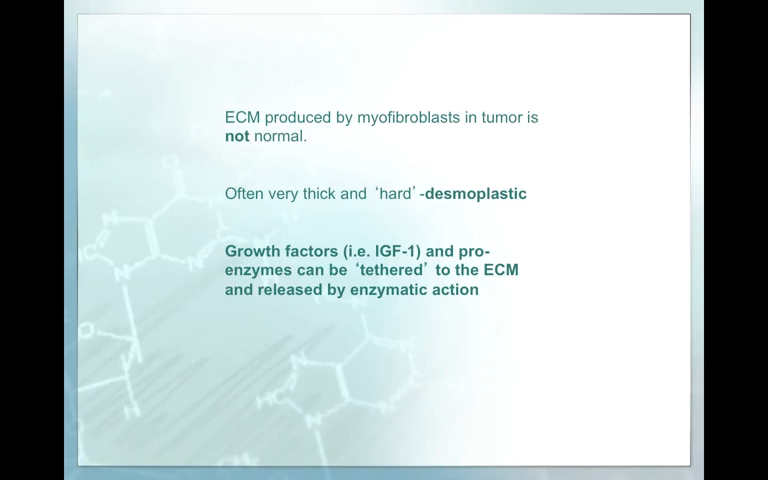 ECM produced by myofibroblasts in tumor is
not normal.
Often very thick and ‘hard’-desmoplastic
Growth factors (i.e. IGF-1) and pro-
enzymes can be ‘tethered’ to the ECM
and released by enzymatic action